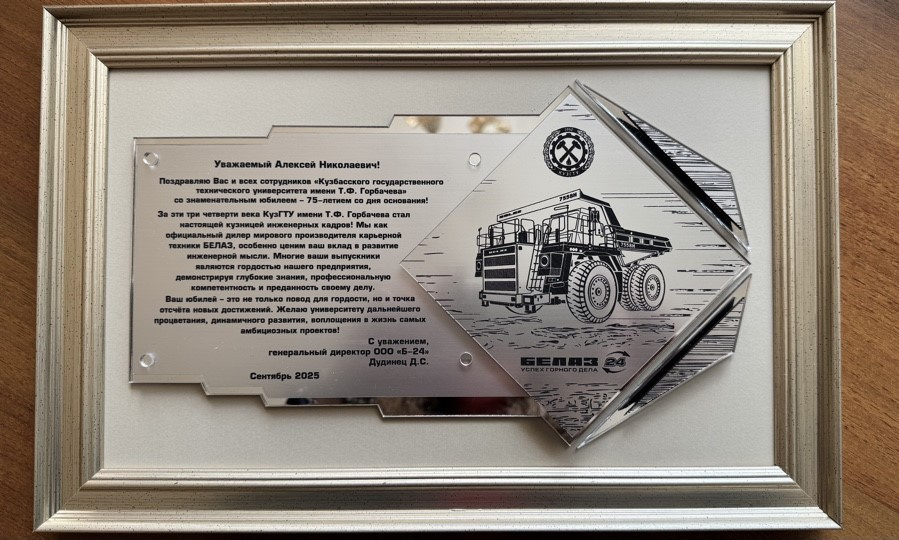 Уважаемый Алексей Николаевич!
Поздравляю Вас и всех сотрудников «Кузбасского государственного
технического университета имени Т.Ф. Горбачева»
со знаменательным юбилеем – 75-летием со дня основания!
За эти три четверти века КузГТУ имени Т.Ф. Горбачева стал
настоящей кузницей инженерных кадров! Мы как
официальный дилер мирового производителя карьерной
техники БЕЛАЗ, особенно ценим ваш вклад в развитие
инженерной мысли. Многие ваши выпускники
являются гордостью нашего предприятия,
демонстрируя глубокие знания, профессиональную
компетентность и преданность своему делу.
Ваш юбилей – это не только повод для гордости, но и точка
отсчёта новых достижений. Желаю университету дальнейшего
процветания, динамичного развития, воплощения в жизнь самых
амбициозных проектов!
С уважением,
генеральный директор ООО «Б-24»
Дудинец Д.С.
Сентябрь 2025
КУЗГТУ
7558H
7558H
БЕЛАЗ 24
УСПЕХ ГОРНОГО ДЕЛА